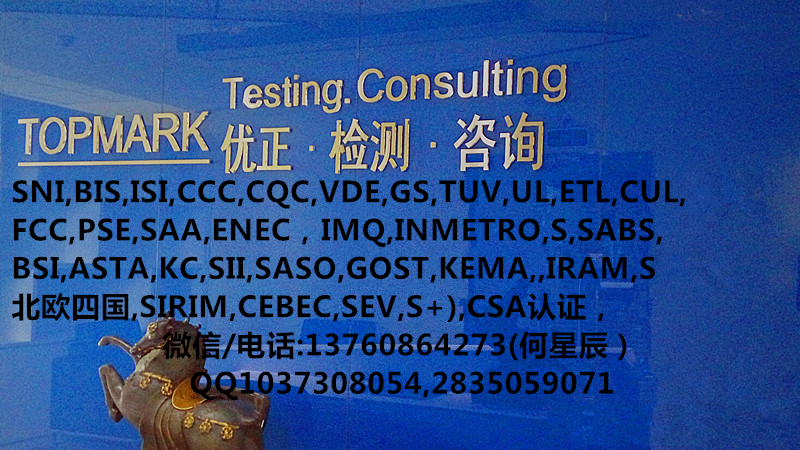 Testing.Consulting
TOPMARK 优正·检测·咨询
SNI,BIS,ISI,CCC,CQC,VDE,GS,TUV,UL,ETL,CUL,
FCC,PSE,SAA,ENEC，IMQ,INMETRO,S,SABS,
BSI,ASTA,KC,SII,SASO,GOST,KEMA,,IRAM,S
北欧四国,SIRIM,CEBEC,SEV,S+),CSA认证，
微信/电话:13760864273(何星辰）
QQ1037308054,2835059071